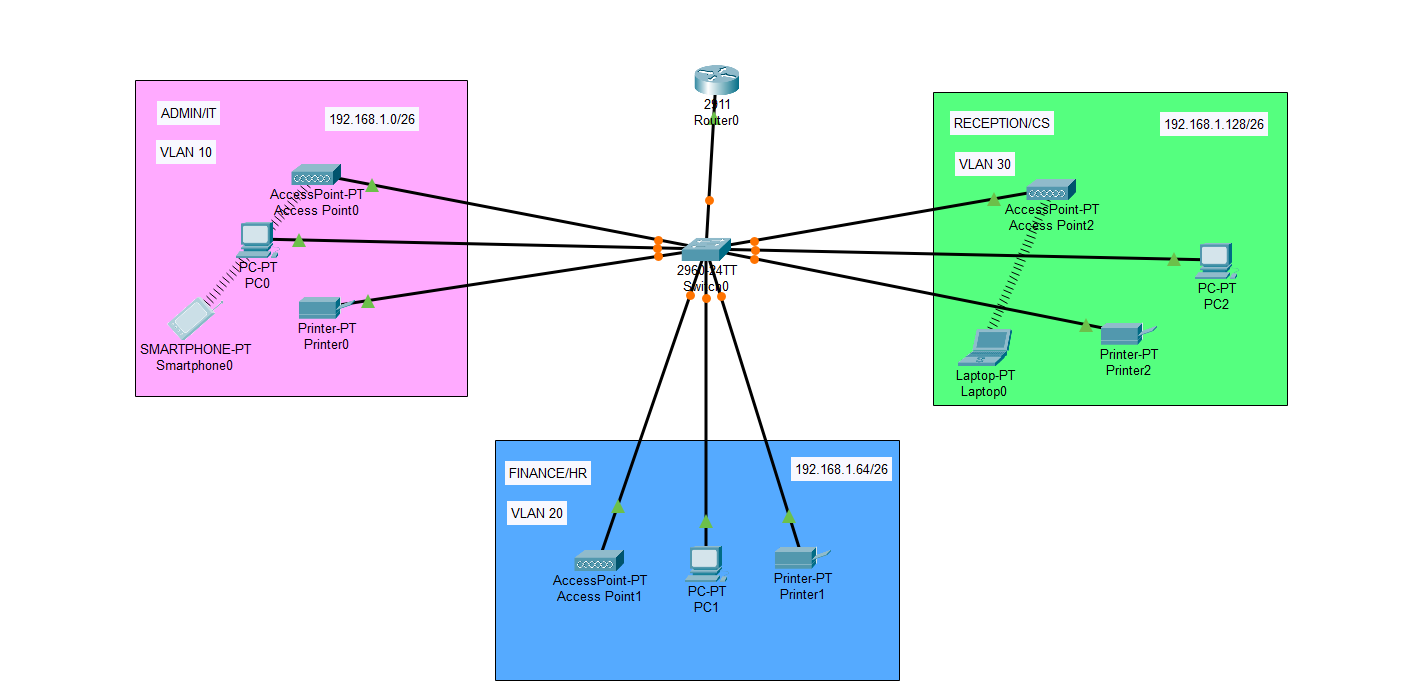 2911
Router0
ADMIN/IT
192.168.1.0/26
VLAN 10
AccessPoint-PT
Access Point0
PC-PT
PC0
Printer-PT
Printer0
SMARTPHONE-PT
Smartphone0
2960-24TT
Switch0
RECEPTION/CS
192.168.1.128/26
VLAN 30
AccessPoint-PT
Access Point2
PC-PT
PC2
Printer-PT
Printer2
Laptop-PT
Laptop0
FINANCE/HR
192.168.1.64/26
VLAN 20
AccessPoint-PT
Access Point1
PC-PT
PC1
Printer-PT
Printer1